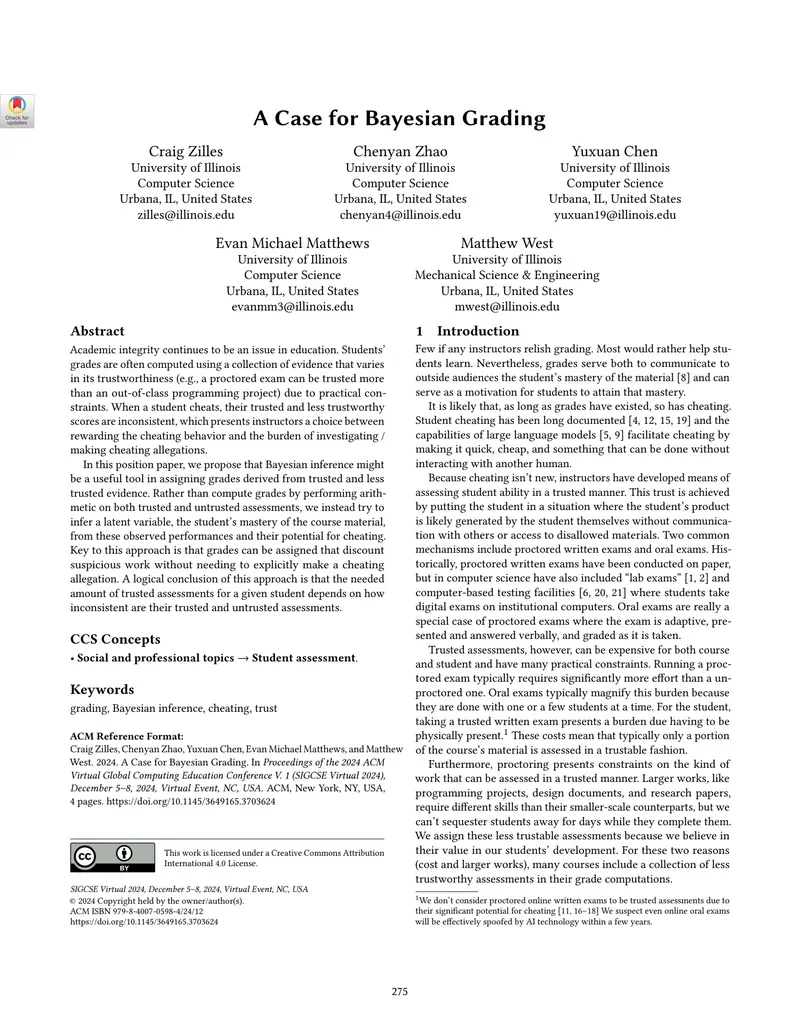 Check for
updates
A Case for Bayesian Grading
Craig Zilles
University of Illinois
Computer Science
Urbana, IL, United States
zilles@illinois.edu
Chenyan Zhao
University of Illinois
Computer Science
Urbana, IL, United States
chenyan4@illinois.edu
Yuxuan Chen
University of Illinois
Computer Science
Urbana, IL, United States
yuxuan19@illinois.edu
Evan Michael Matthews
University of Illinois
Computer Science
Urbana, IL, United States
evanmm3@illinois.edu
Matthew West
University of Illinois
Mechanical Science & Engineering
Urbana, IL, United States
mwest@illinois.edu
Abstract
Academic integrity continues to be an issue in education. Students'
grades are often computed using a collection of evidence that varies
in its trustworthiness (e.g., a proctored exam can be trusted more
than an out-of-class programming project) due to practical con-
straints. When a student cheats, their trusted and less trustworthy
scores are inconsistent, which presents instructors a choice between
rewarding the cheating behavior and the burden of investigating /
making cheating allegations.
In this position paper, we propose that Bayesian inference might
be a useful tool in assigning grades derived from trusted and less
trusted evidence. Rather than compute grades by performing arith-
metic on both trusted and untrusted assessments, we instead try to
infer a latent variable, the student's mastery of the course material,
from these observed performances and their potential for cheating.
Key to this approach is that grades can be assigned that discount
suspicious work without needing to explicitly make a cheating
allegation. A logical conclusion of this approach is that the needed
amount of trusted assessments for a given student depends on how
inconsistent are their trusted and untrusted assessments.
CCS Concepts
• Social and professional topics → Student assessment.
Keywords
grading, Bayesian inference, cheating, trust
ACM Reference Format:
Craig Zilles, Chenyan Zhao, Yuxuan Chen, Evan Michael Matthews, and Matthew
West. 2024. A Case for Bayesian Grading. In Proceedings of the 2024 ACM
Virtual Global Computing Education Conference V. 1 (SIGCSE Virtual 2024),
December 5–8, 2024, Virtual Event, NC, USA. ACM, New York, NY, USA,
4 pages. https://doi.org/10.1145/3649165.3703624
cc BY
This work is licensed under a Creative Commons Attribution
International 4.0 License.
SIGCSE Virtual 2024, December 5–8, 2024, Virtual Event, NC, USA
© 2024 Copyright held by the owner/author(s).
ACM ISBN 979-8-4007-0598-4/24/12
https://doi.org/10.1145/3649165.3703624
1 Introduction
Few if any instructors relish grading. Most would rather help stu-
dents learn. Nevertheless, grades serve both to communicate to
outside audiences the student's mastery of the material [8] and can
serve as a motivation for students to attain that mastery.
It is likely that, as long as grades have existed, so has cheating.
Student cheating has been long documented [4, 12, 15, 19] and the
capabilities of large language models [5, 9] facilitate cheating by
making it quick, cheap, and something that can be done without
interacting with another human.
Because cheating isn't new, instructors have developed means of
assessing student ability in a trusted manner. This trust is achieved
by putting the student in a situation where the student's product
is likely generated by the student themselves without communica-
tion with others or access to disallowed materials. Two common
mechanisms include proctored written exams and oral exams. His-
torically, proctored written exams have been conducted on paper,
but in computer science have also included "lab exams" [1, 2] and
computer-based testing facilities [6, 20, 21] where students take
digital exams on institutional computers. Oral exams are really a
special case of proctored exams where the exam is adaptive, pre-
sented and answered verbally, and graded as it is taken.
Trusted assessments, however, can be expensive for both course
and student and have many practical constraints. Running a proc-
tored exam typically requires significantly more effort than a un-
proctored one. Oral exams typically magnify this burden because
they are done with one or a few students at a time. For the student,
taking a trusted written exam presents a burden due having to be
physically present.1 These costs mean that typically only a portion
of the course's material is assessed in a trustable fashion.
Furthermore, proctoring presents constraints on the kind of
work that can be assessed in a trusted manner. Larger works, like
programming projects, design documents, and research papers,
require different skills than their smaller-scale counterparts, but we
can't sequester students away for days while they complete them.
We assign these less trustable assessments because we believe in
their value in our students' development. For these two reasons
(cost and larger works), many courses include a collection of less
trustworthy assessments in their grade computations.
1We don't consider proctored online written exams to be trusted assessments due to
their significant potential for cheating [11, 16–18] We suspect even online oral exams
will be effectively spoofed by AI technology within a few years.
275